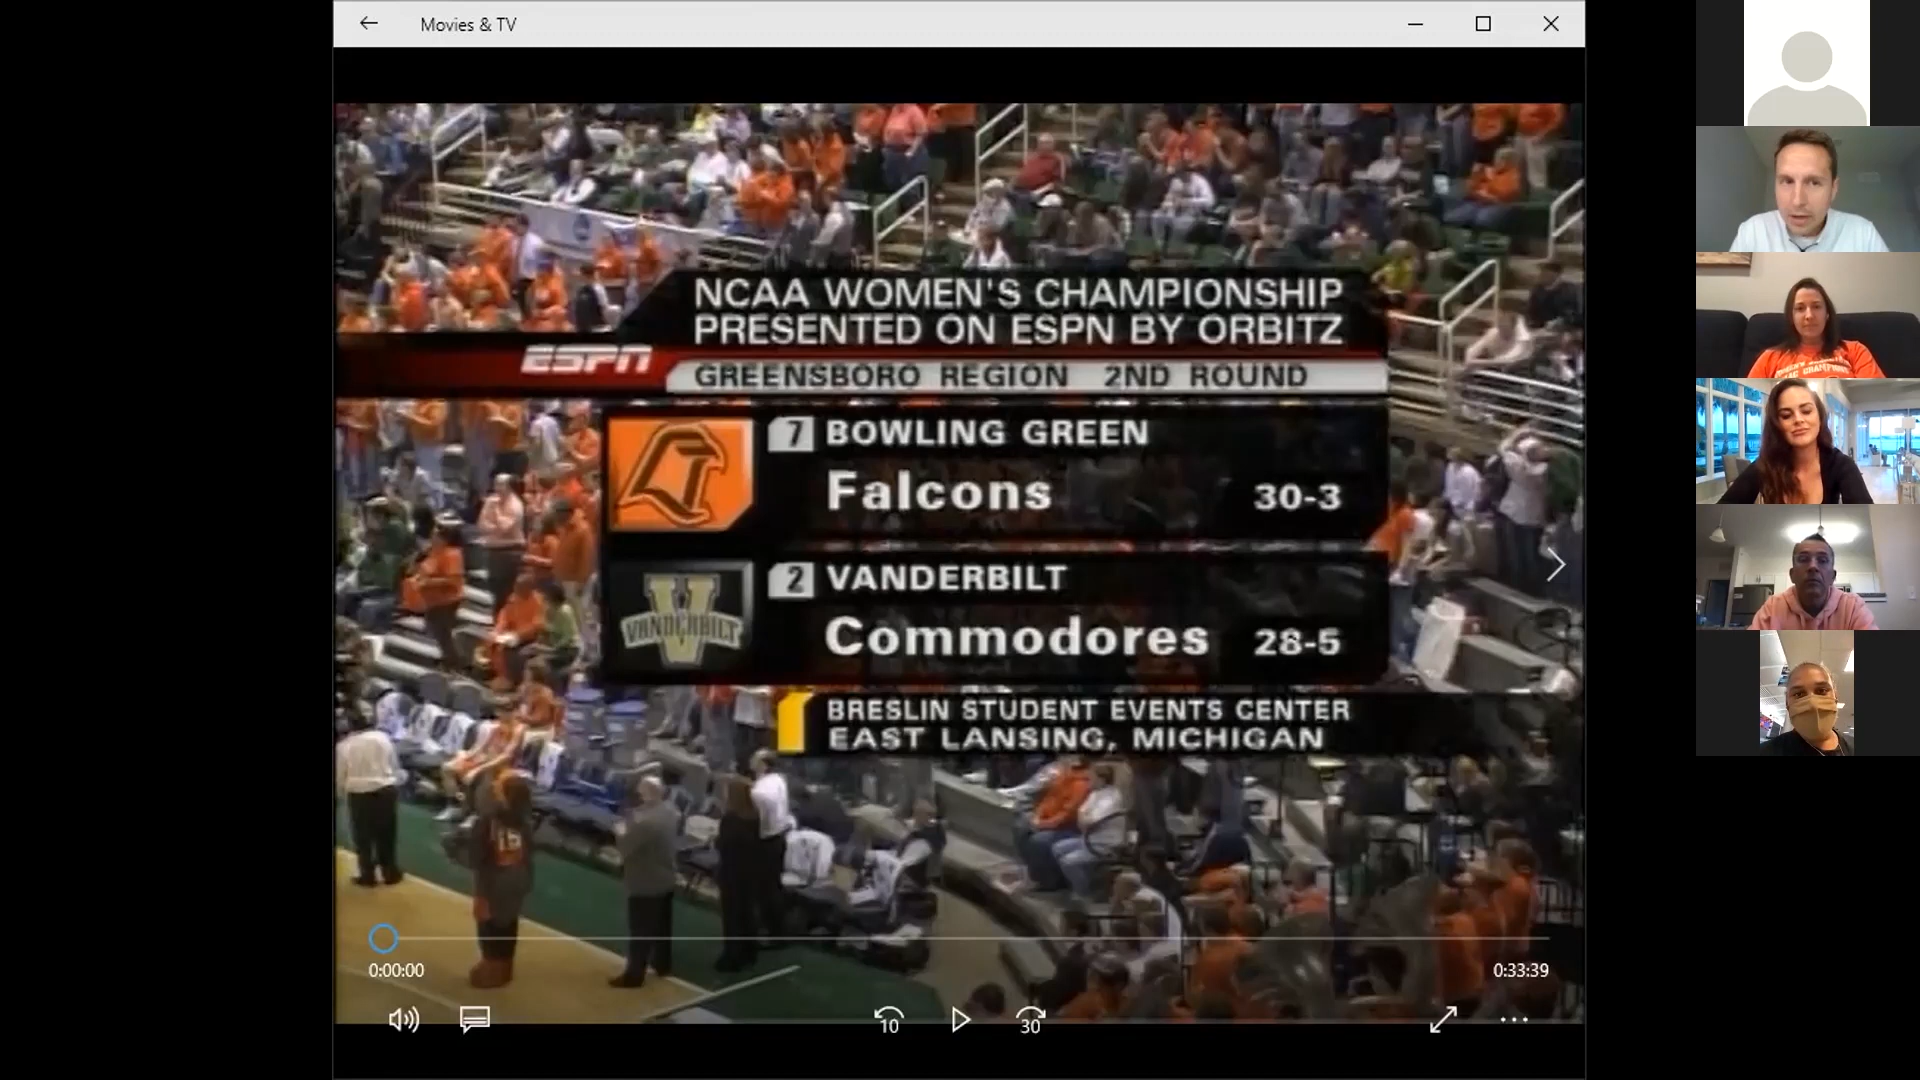 Movies & TV
NCAA WOMEN'S CHAMPIONSHIP
PRESENTED ON ESPN BY ORBITZ
ESPN
GREENSBORO REGION 2ND ROUND
7 BOWLING GREEN
Falcons 30-3
2 VANDERBILT
VANDERBILT
Commodores 28-5
BRESLIN STUDENT EVENTS CENTER
EAST LANSING, MICHIGAN
0:00:00
0:33:39
10
30